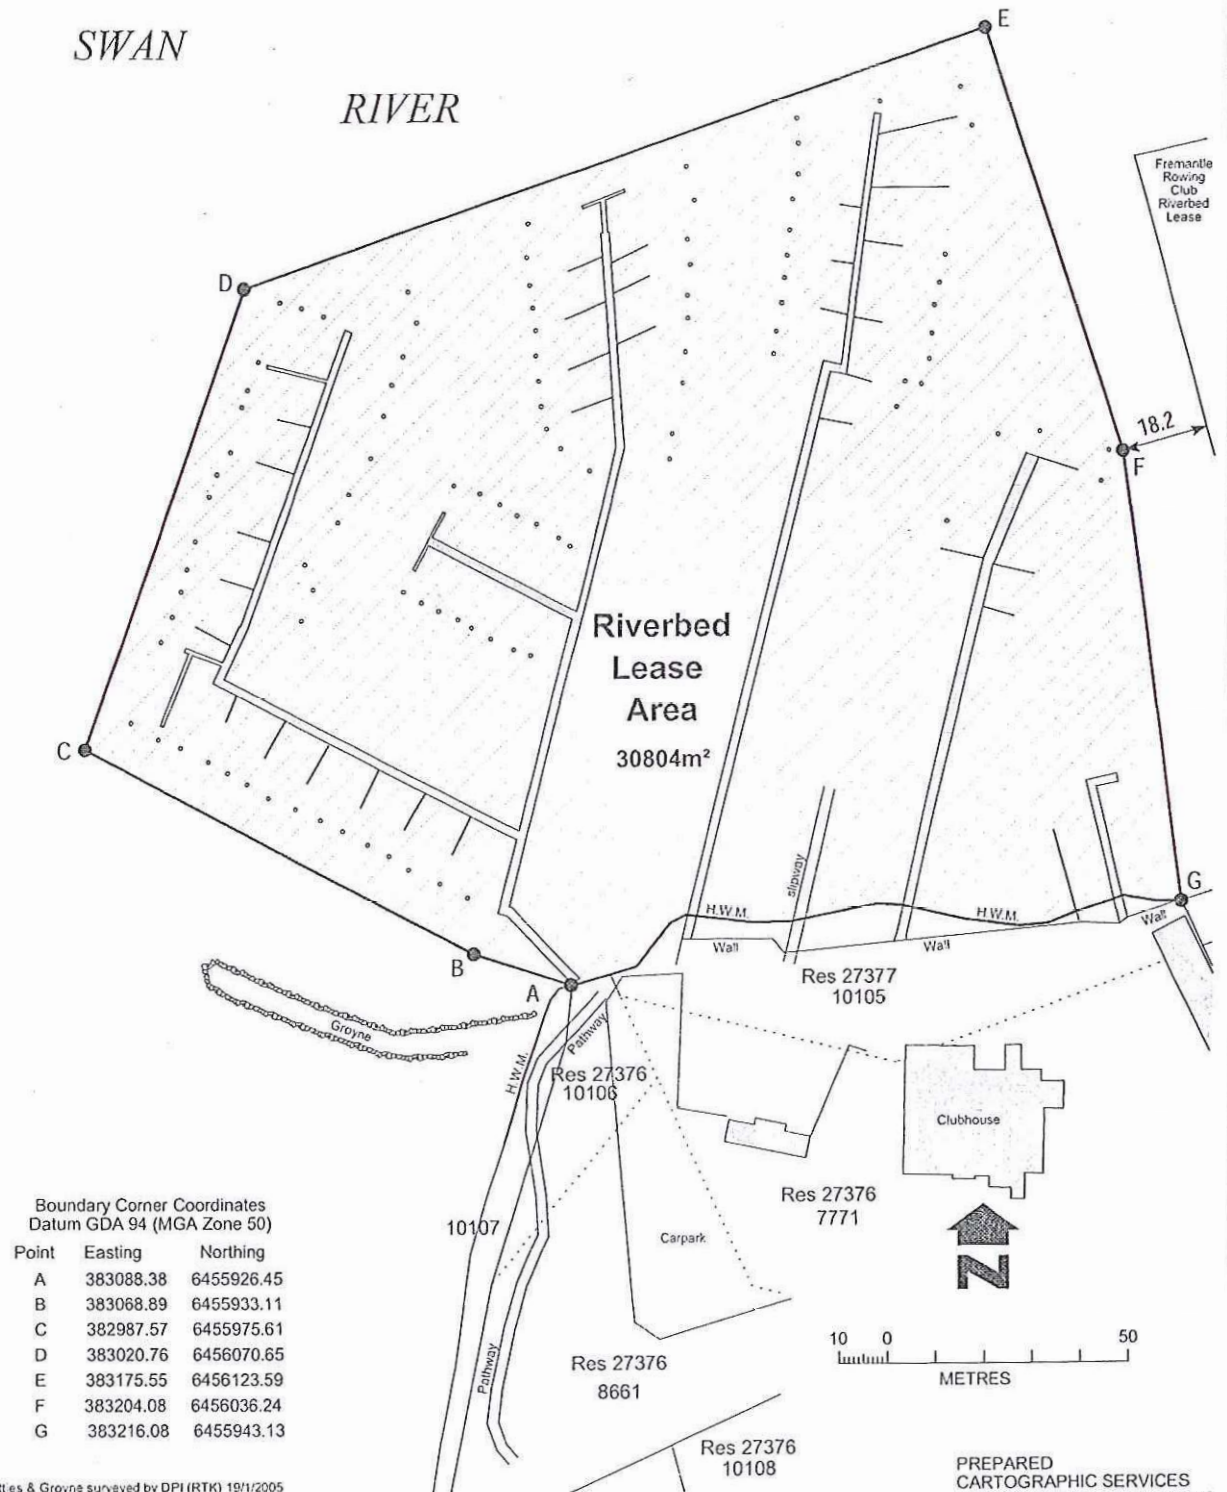 SWAN
RIVER
E
Fremantle
Rowing
Club
Riverbed
Lease
D
18.2
F
Riverbed
Lease
Area
30804m²
C
slipway
G
H.W.M.
H.W.M.
Wall
Wall
Wall
B
A
Res 27377
10105
Groyne
Pathway
H.W.M.
Res 27376
10106
Clubhouse
Res 27376
7771
10107
Carpark
N
Boundary Corner Coordinates
Datum GDA 94 (MGA Zone 50)
Point Easting Northing
A 383088.38 6455926.45
B 383068.89 6455933.11
C 382987.57 6455975.61
D 383020.76 6456070.65
E 383175.55 6456123.59
F 383204.08 6456036.24
G 383216.08 6455943.13
10 0 50
METRES
Pathway
Res 27376
8661
Res 27376
10108
PREPARED
CARTOGRAPHIC SERVICES
& Groyne surveyed by DPI (RTK) 19/1/2005